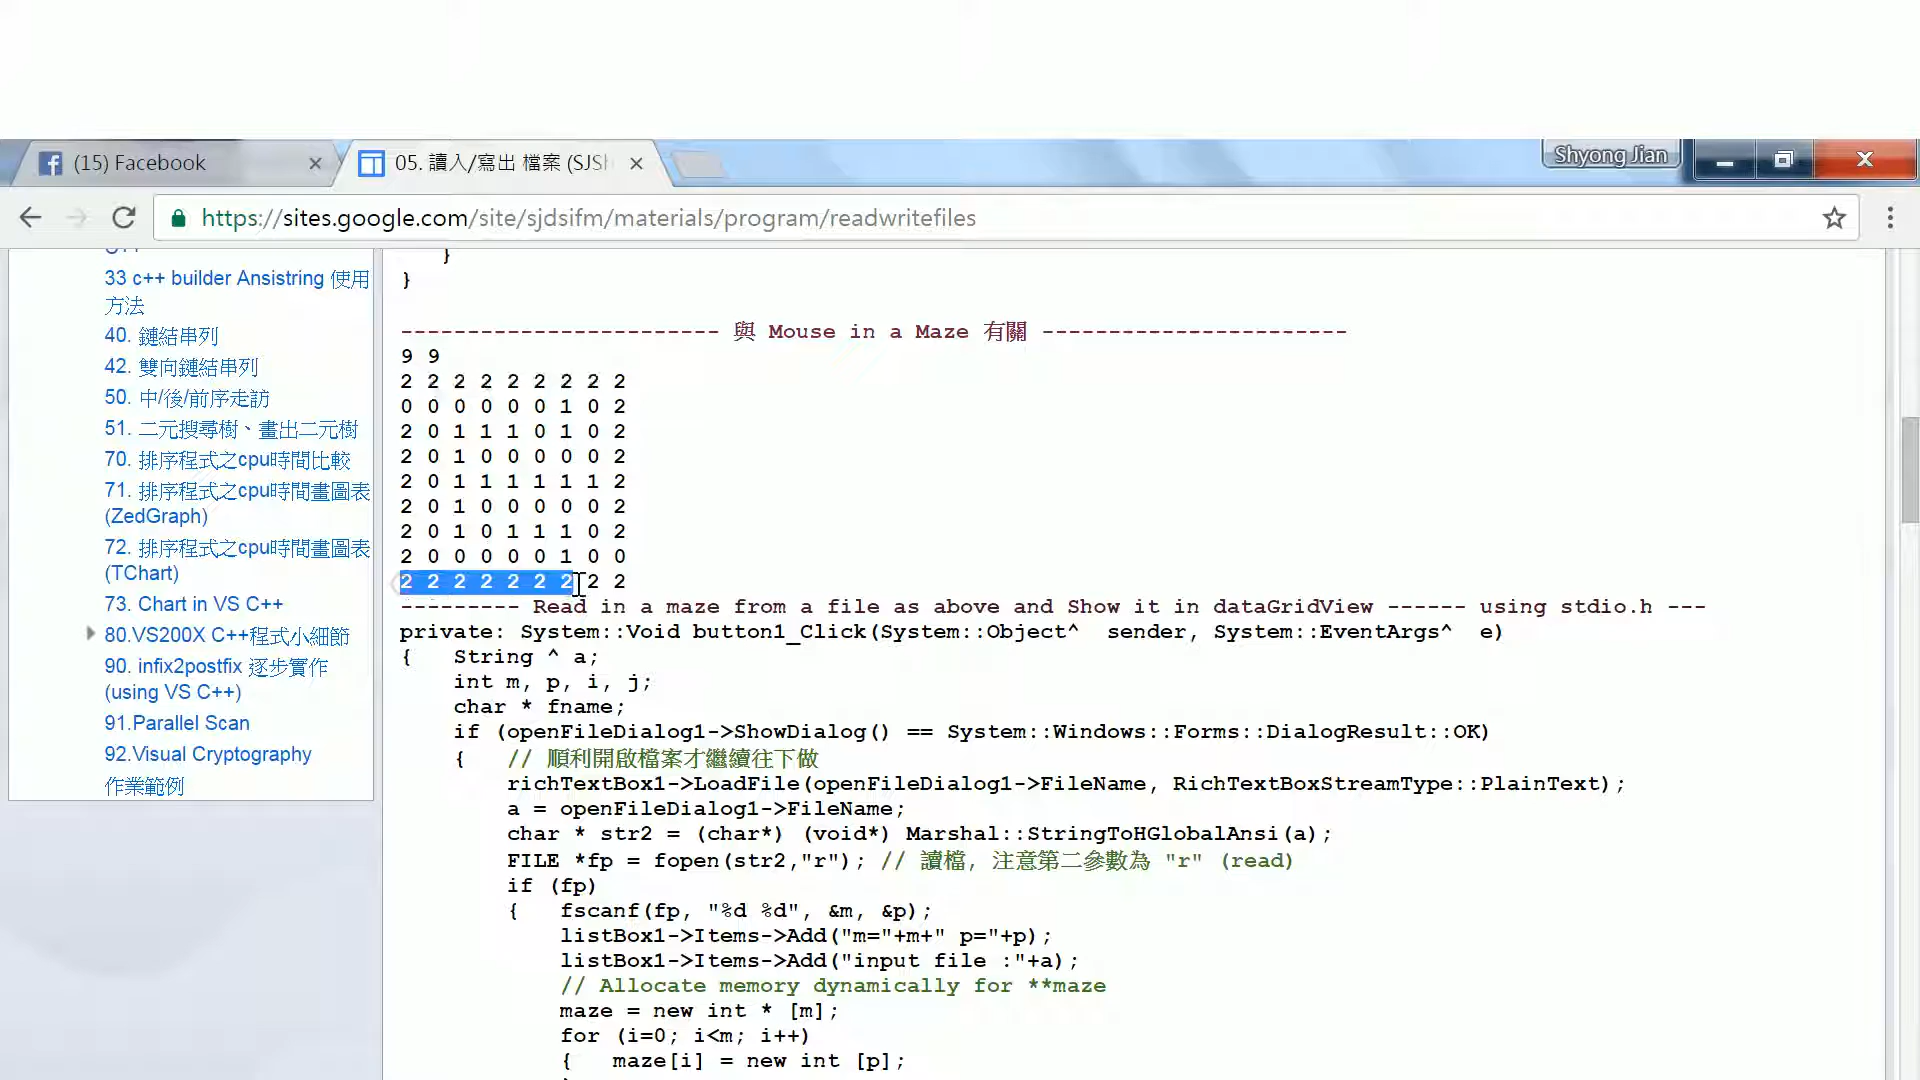 (15) Facebook
05. 讀入/寫出 檔案 (SJSh
Shyong Jian
https://sites.google.com/site/sjdsifm/materials/program/readwritefiles
33 c++ builder Ansistring 使用
方法
40. 鏈結串列
42. 雙向鏈結串列
50. 中/後/前序走訪
51. 二元搜尋樹、畫出二元樹
70. 排序程式之cpu時間比較
71. 排序程式之cpu時間畫圖表
(ZedGraph)
72. 排序程式之cpu時間畫圖表
(TChart)
73. Chart in VS C++
80.VS200X C++程式小細節
90. infix2postfix 逐步實作
(using VS C++)
91.Parallel Scan
92.Visual Cryptography
作業範例
}
}
------------------------ 與 Mouse in a Maze 有關 -----------------------
9 9
2 2 2 2 2 2 2 2 2
0 0 0 0 0 0 1 0 2
2 0 1 1 1 0 1 0 2
2 0 1 0 0 0 0 0 2
2 0 1 1 1 1 1 1 2
2 0 1 0 0 0 0 0 2
2 0 1 0 1 1 1 0 2
2 0 0 0 0 0 1 0 0
2 2 2 2 2 2 2 2 2
--------- Read in a maze from a file as above and Show it in dataGridView ------ using stdio.h ---
private: System::Void button1_Click(System::Object^  sender, System::EventArgs^  e)
{   String ^ a;
    int m, p, i, j;
    char * fname;
    if (openFileDialog1->ShowDialog() == System::Windows::Forms::DialogResult::OK)
    {   // 順利開啟檔案才繼續往下做
        richTextBox1->LoadFile(openFileDialog1->FileName, RichTextBoxStreamType::PlainText);
        a = openFileDialog1->FileName;
        char * str2 = (char*) (void*) Marshal::StringToHGlobalAnsi(a);
        FILE *fp = fopen(str2,"r"); // 讀檔, 注意第二參數為 "r" (read)
        if (fp)
        {   fscanf(fp, "%d %d", &m, &p);
            listBox1->Items->Add("m="+m+" p="+p);
            listBox1->Items->Add("input file :"+a);
            // Allocate memory dynamically for **maze
            maze = new int * [m];
            for (i=0; i<m; i++)
            {   maze[i] = new int [p];